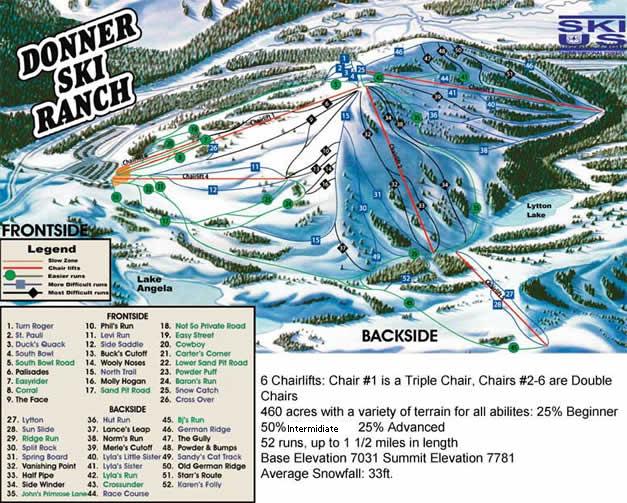 DONNER
SKI
RANCH
SKI
US
Chairlift 1
Chairlift 4
Lytton
Lake
FRONTSIDE
Legend
Slow Zone
Chair lifts
Easier runs
More Difficult runs
Most Difficult runs
Lake
Angela
BACKSIDE
FRONTSIDE
1. Turn Roger
2. St. Pauli
3. Duck's Quack
4. South Bowl
5. South Bowl Road
6. Palisades
7. Easyrider
8. Corral
9. The Face
10. Phil's Run
11. Levi Run
12. Side Saddle
13. Buck's Cutoff
14. Wooly Noses
15. North Trail
16. Molly Hogan
17. Sand Pit Road
18. Not So Private Road
19. Easy Street
20. Cowboy
21. Carter's Corner
22. Lower Sand Pit Road
23. Powder Puff
24. Baron's Run
25. Snow Catch
26. Cross Over
BACKSIDE
27. Lytton
28. Sun Slide
29. Ridge Run
30. Split Rock
31. Spring Board
32. Vanishing Point
33. Half Pipe
34. Side Winder
35. John's Primrose Lane
36. Hut Run
37. Lance's Leap
38. Norm's Run
39. Merle's Cutoff
40. Lyla's Little Sister
41. Lyla's Sister
42. Lyla's Run
43. Crossunder
44. Race Course
45. Bj's Run
46. German Ridge
47. The Gully
48. Powder & Bumps
49. Sandy's Cat Track
50. Old German Ridge
51. Starr's Route
52. Karen's Folly
6 Chairlifts: Chair #1 is a Triple Chair, Chairs #2-6 are Double
Chairs
460 acres with a variety of terrain for all abilites: 25% Beginner
50% Intermidiate 25% Advanced
52 runs, up to 1 1/2 miles in length
Base Elevation 7031 Summit Elevation 7781
Average Snowfall: 33ft.